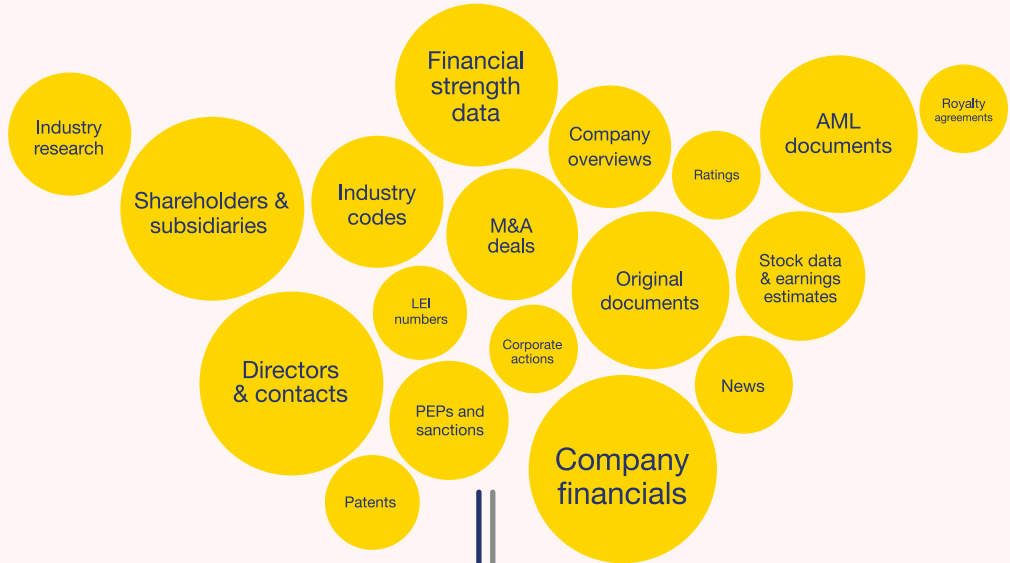 Financial
strength
data
Industry
research
Shareholders &
subsidiaries
Industry
codes
Company
overviews
Ratings
AML
documents
Royalty
agreements
M&A
deals
Original
documents
Stock data
& earnings
estimates
LEI
numbers
Corporate
actions
Directors
& contacts
PEPs and
sanctions
News
Company
financials
Patents